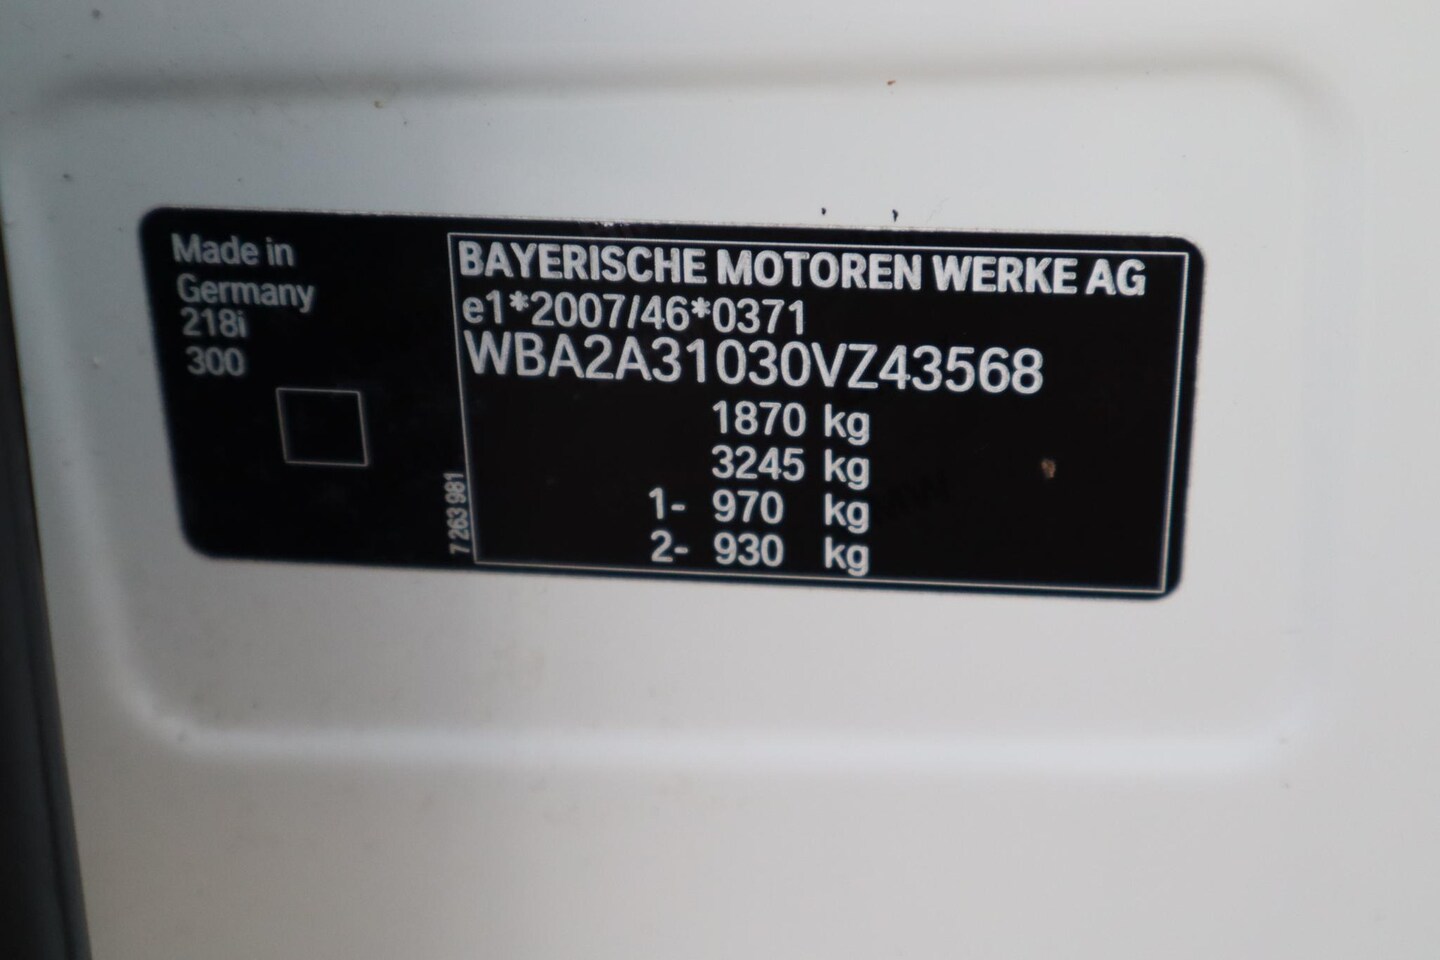 Made in
Germany
218i
300
7 263 981
BAYERISCHE MOTOREN WERKE AG
e1*2007/46*0371
WBA2A31030VZ43568
1870 kg
3245 kg
1- 970 kg
2- 930 kg